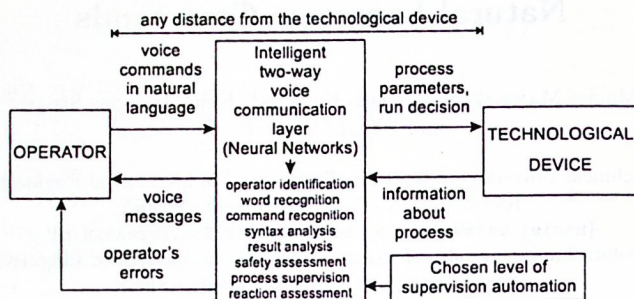 any distance from the technological device
voice
commands
in natural
language
Intelligent
two-way
voice
communication
layer
(Neural Networks)
process
parameters,
run decision
OPERATOR
TECHNOLOGICAL
DEVICE
voice
messages
operator identification
word recognition
command recognition
syntax analysis
result analysis
safety assessment
process supervision
reaction assessment
information
about
process
operator's
errors
Chosen level of
supervision automation